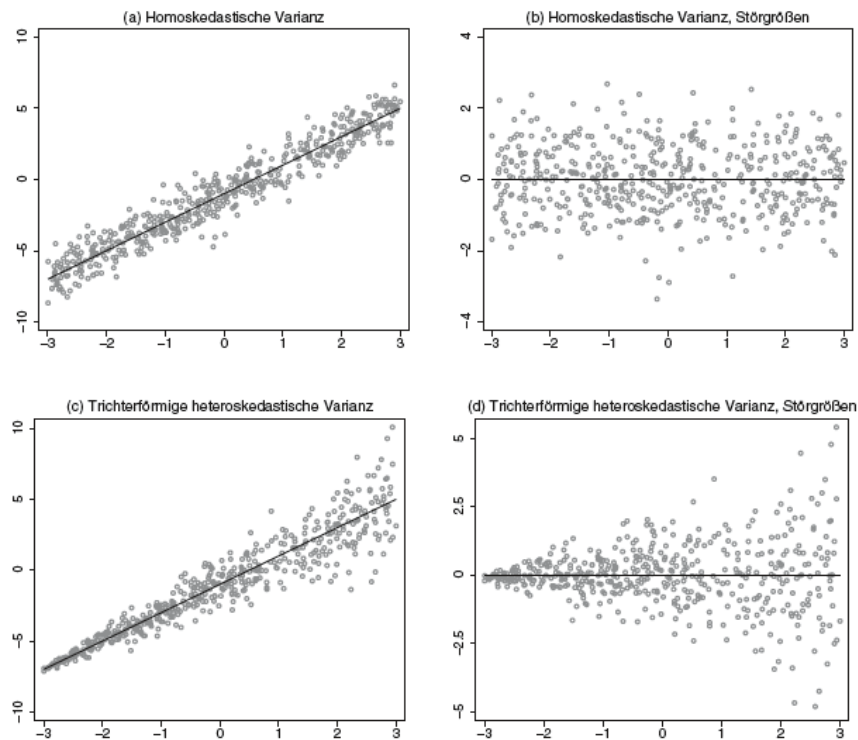 (a) Homoskedastische Varianz
10
5
0
−5
−10
−3 −2 −1 0 1 2 3
(b) Homoskedastische Varianz, Störgrößen
4
2
0
−2
−4
−3 −2 −1 0 1 2 3
(c) Trichterförmige heteroskedastische Varianz
10
5
0
−5
−10
−3 −2 −1 0 1 2 3
(d) Trichterförmige heteroskedastische Varianz, Störgrößen
5
2.5
0
−2.5
−5
−3 −2 −1 0 1 2 3